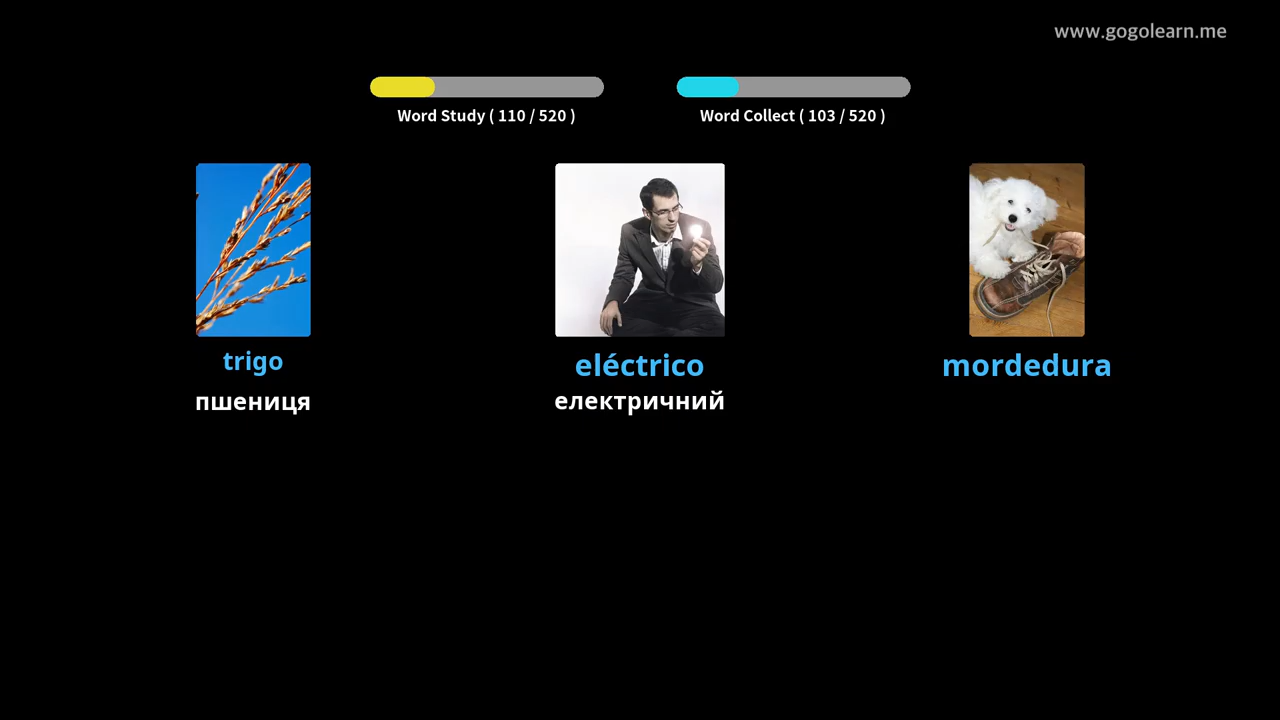 www.gogolearn.me
Word Study ( 110 / 520 )
Word Collect ( 103 / 520 )
trigo
пшениця
eléctrico
електричний
mordedura